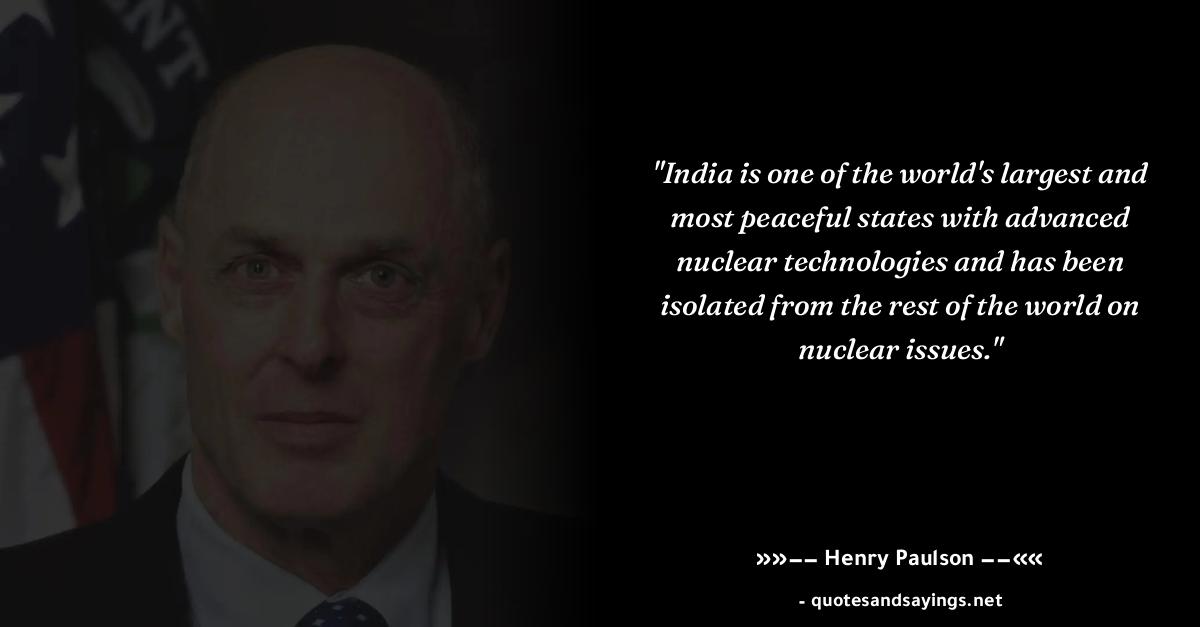 NT
"India is one of the world's largest and
most peaceful states with advanced
nuclear technologies and has been
isolated from the rest of the world on
nuclear issues."
»»−− Henry Paulson −−««
- quotesandsayings.net